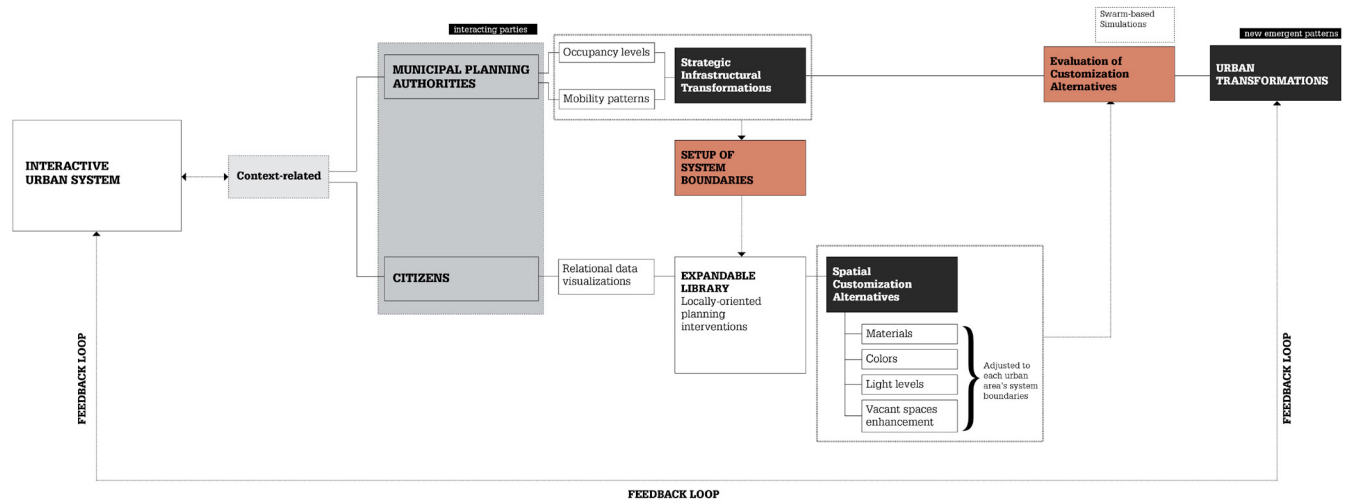 Swarm-based
Simulations
interacting parties
new emergent patterns
Occupancy levels
Mobility patterns
MUNICIPAL PLANNING
AUTHORITIES
Strategic
Infrastructural
Transformations
Evaluation of
Customization
Alternatives
URBAN
TRANSFORMATIONS
INTERACTIVE
URBAN SYSTEM
Context-related
SETUP OF
SYSTEM
BOUNDARIES
CITIZENS
Relational data
visualizations
EXPANDABLE
LIBRARY
Locally-oriented
planning
interventions
Spatial
Customization
Alternatives
Materials
Colors
Light levels
Vacant spaces
enhancement
Adjusted to
each urban
area's system
boundaries
FEEDBACK LOOP
FEEDBACK LOOP
FEEDBACK LOOP